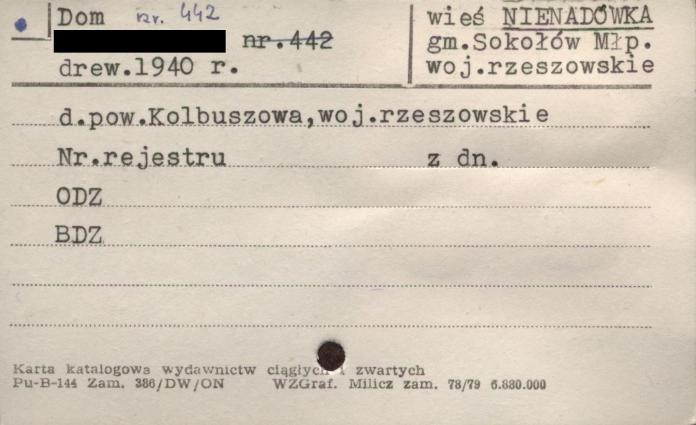 Dom nr. 442
nr.442
drew.1940 r.
wieś NIENADÓWKA
gm.Sokołów Młp.
woj.rzeszowskie
d.pow.Kolbuszowa,woj.rzeszowskie
Nr.rejestru z dn.
ODZ
BDZ
Karta katalogowa wydawnictw ciągłych i zwartych
Pu-B-144 Zam. 386/DW/ON WZGraf. Milicz zam. 78/79 6.880.000